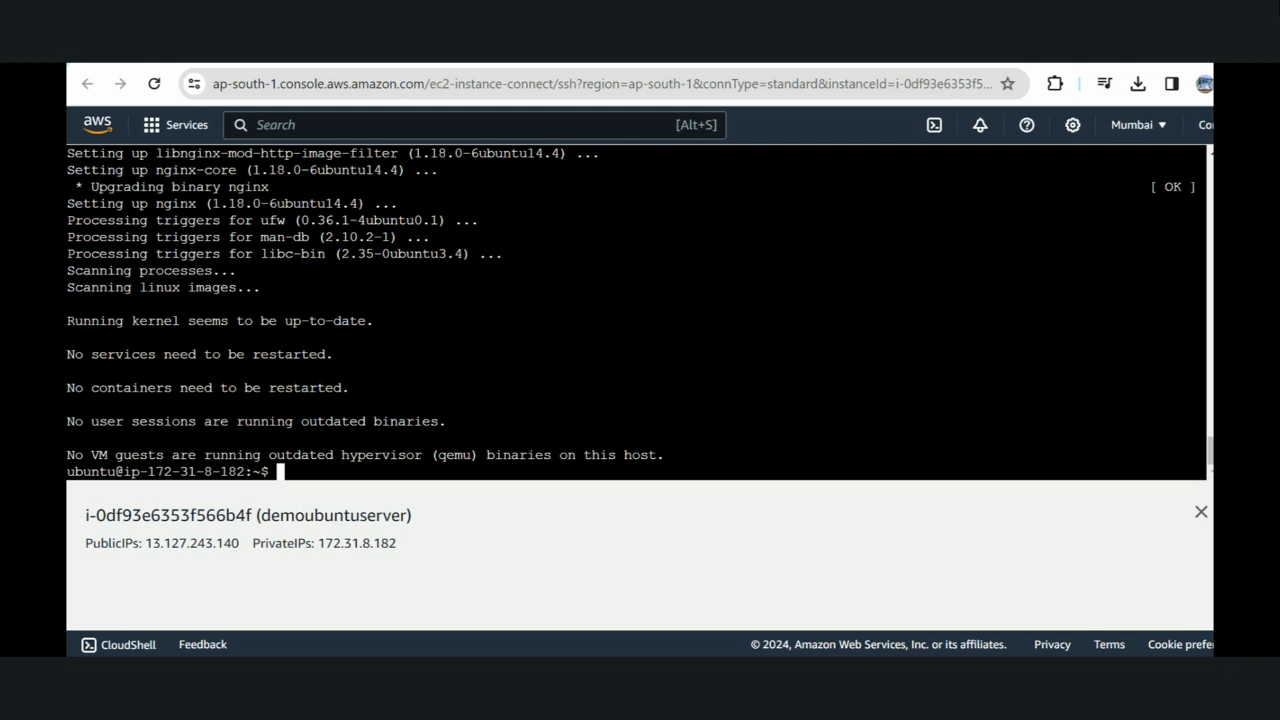 ap-south-1.console.aws.amazon.com/ec2-instance-connect/ssh?region=ap-south-1&connType=standard&instanceId=i-0df93e6353f5...
aws Services Search [Alt+S] Mumbai Co
Setting up libnginx-mod-http-image-filter (1.18.0-6ubuntu14.4) ...
Setting up nginx-core (1.18.0-6ubuntu14.4) ...
* Upgrading binary nginx [ OK ]
Setting up nginx (1.18.0-6ubuntu14.4) ...
Processing triggers for ufw (0.36.1-4ubuntu0.1) ...
Processing triggers for man-db (2.10.2-1) ...
Processing triggers for libc-bin (2.35-0ubuntu3.4) ...
Scanning processes...
Scanning linux images...
Running kernel seems to be up-to-date.
No services need to be restarted.
No containers need to be restarted.
No user sessions are running outdated binaries.
No VM guests are running outdated hypervisor (qemu) binaries on this host.
ubuntu@ip-172-31-8-182:~$
i-0df93e6353f566b4f (demoubuntuserver)
PublicIPs: 13.127.243.140 PrivateIPs: 172.31.8.182
CloudShell Feedback © 2024, Amazon Web Services, Inc. or its affiliates. Privacy Terms Cookie prefe